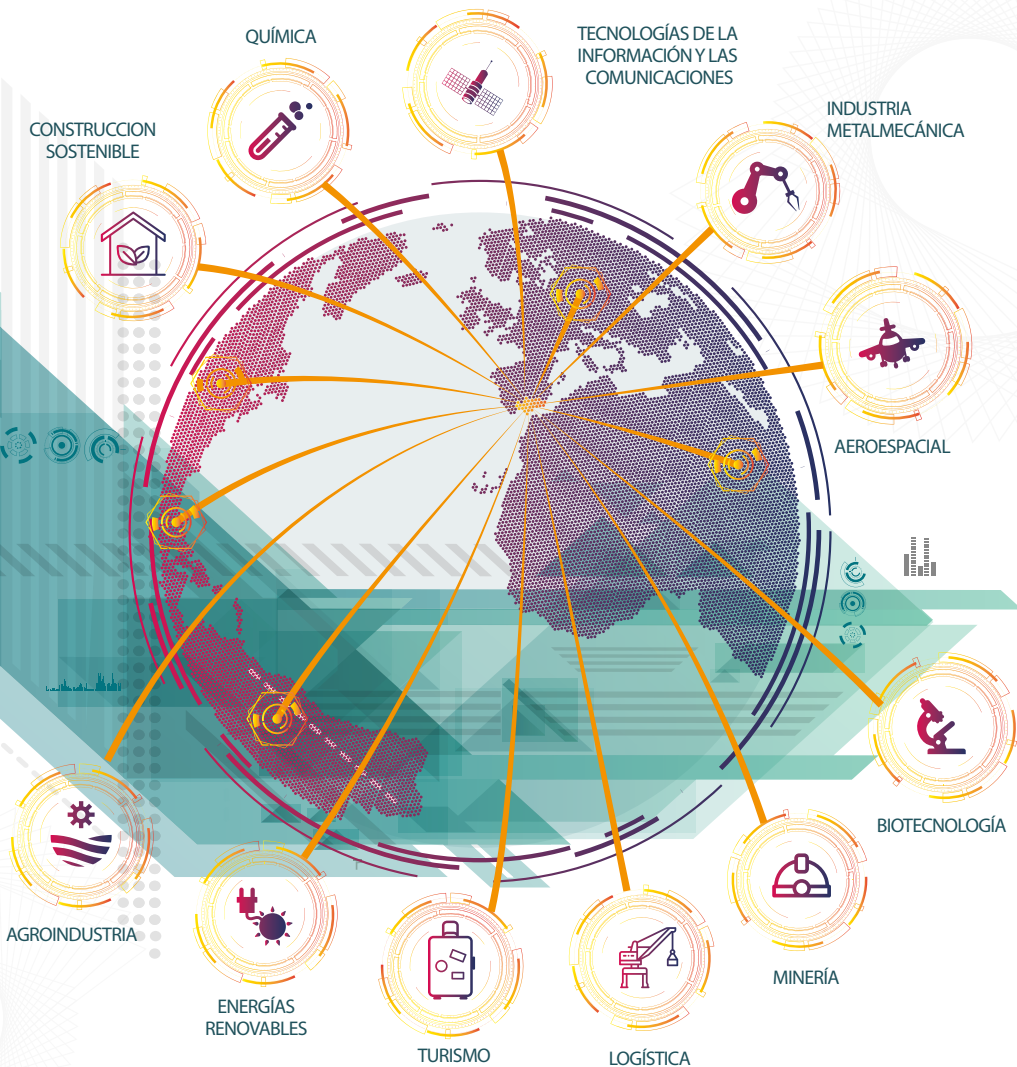 QUÍMICA
TECNOLOGÍAS DE LA
INFORMACIÓN Y LAS
COMUNICACIONES
CONSTRUCCION
SOSTENIBLE
INDUSTRIA
METALMECÁNICA
AEROESPACIAL
BIOTECNOLOGÍA
AGROINDUSTRIA
MINERÍA
ENERGÍAS
RENOVABLES
TURISMO
LOGÍSTICA